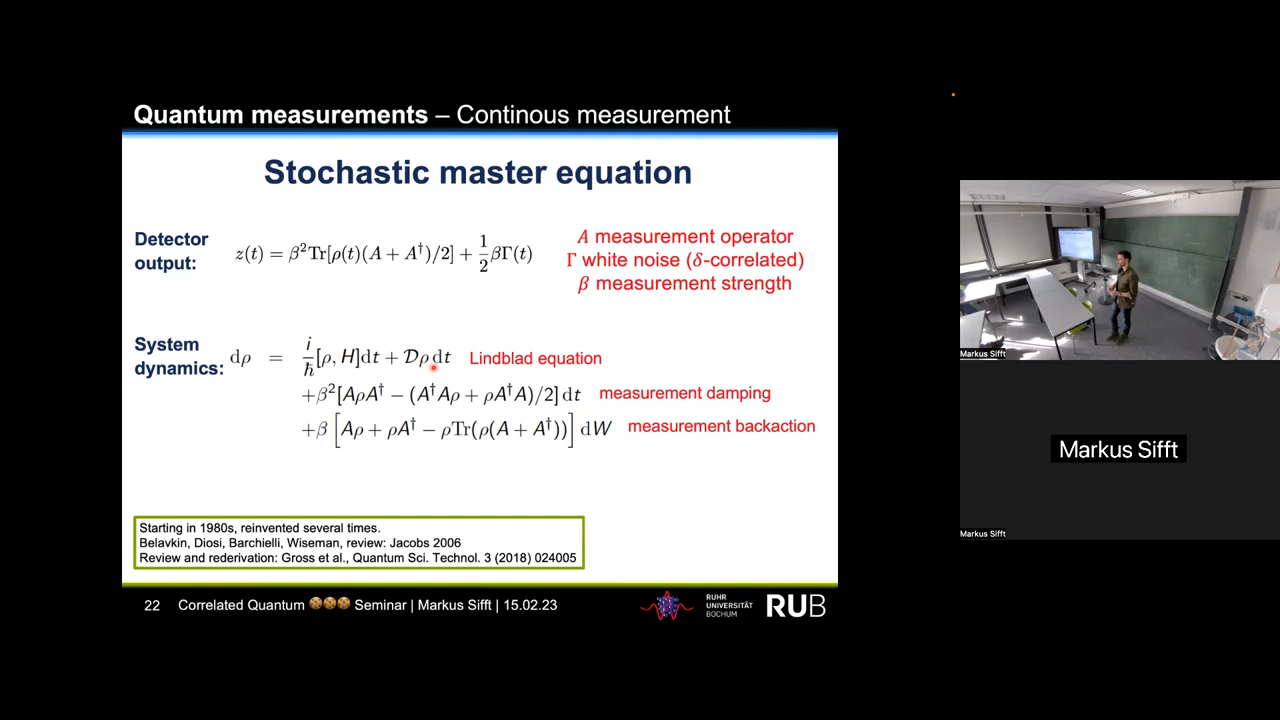 Quantum measurements – Continous measurement
Stochastic master equation
Detector output:
z(t) = β²Tr[ρ(t)(A + A†)/2] + 1/2 βΓ(t)
A measurement operator
Γ white noise (δ-correlated)
β measurement strength
System dynamics:
dρ = i/ħ [ρ, H]dt + 𝒟ρ dt
Lindblad equation
+β²[AρA† − (A†Aρ + ρA†A)/2] dt
measurement damping
+β [Aρ + ρA† − ρTr(ρ(A + A†))] dW
measurement backaction
Starting in 1980s, reinvented several times.
Belavkin, Diosi, Barchielli, Wiseman, review: Jacobs 2006
Review and rederivation: Gross et al., Quantum Sci. Technol. 3 (2018) 024005
22 Correlated Quantum 🍪🍪🍪 Seminar | Markus Sifft | 15.02.23
RUHR
UNIVERSITÄT
BOCHUM
RUB
Markus Sifft
Markus Sifft
Markus Sifft